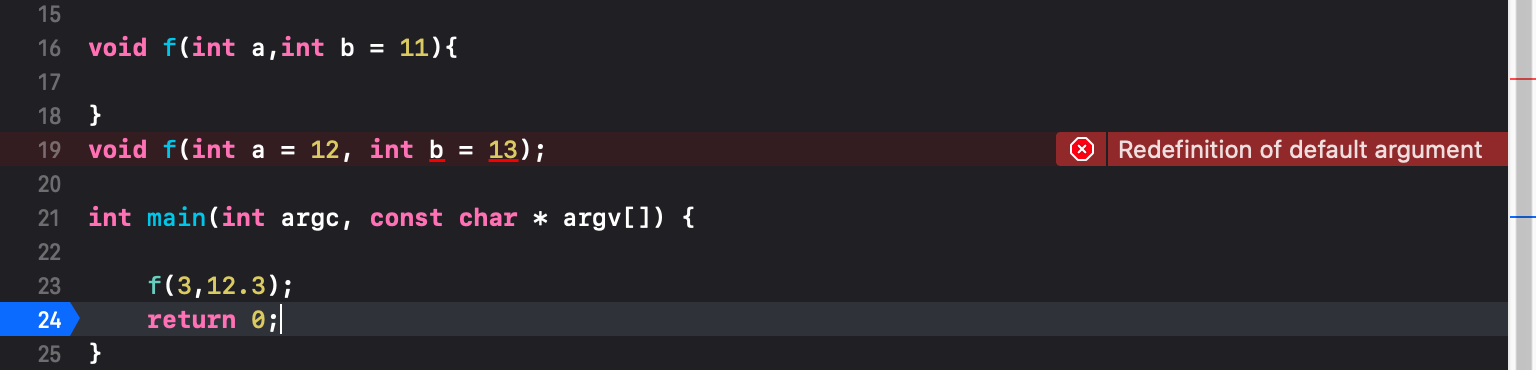 15
16 void f(int a,int b = 11){
17
18 }
19 void f(int a = 12, int b = 13); Redefinition of default argument
20
21 int main(int argc, const char * argv[]) {
22
23     f(3,12.3);
24     return 0;
25 }